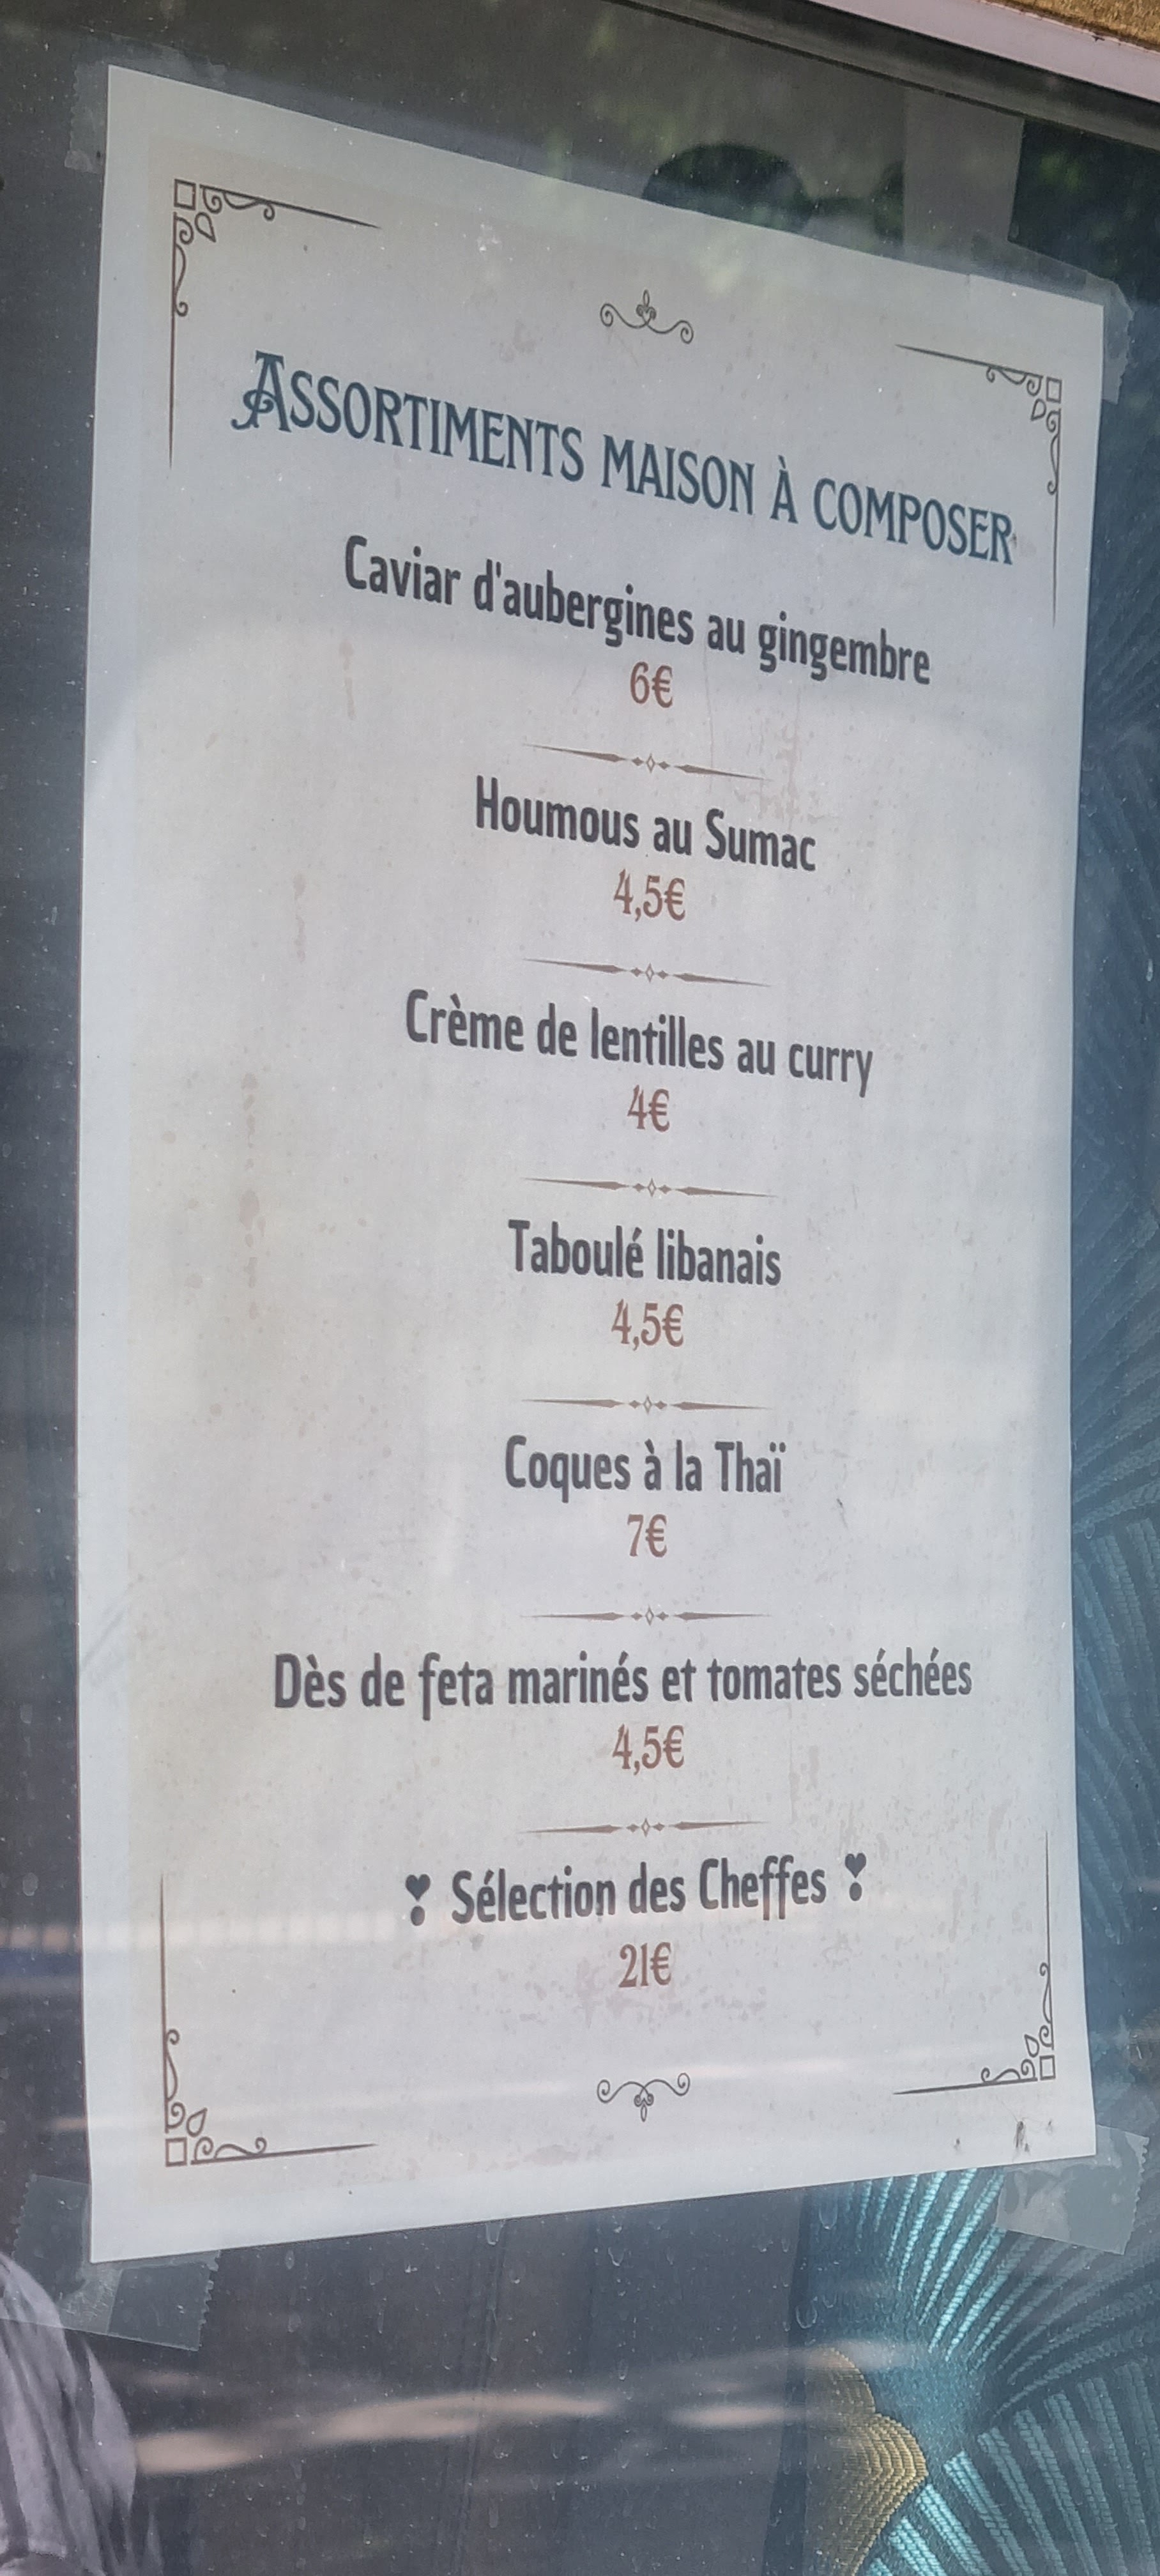 Assortiments maison à composer
Caviar d'aubergines au gingembre
6€
Houmous au Sumac
4,5€
Crème de lentilles au curry
4€
Taboulé libanais
4,5€
Coques à la Thaï
7€
Dès de feta marinés et tomates séchées
4,5€
❣ Sélection des Cheffes ❣
21€